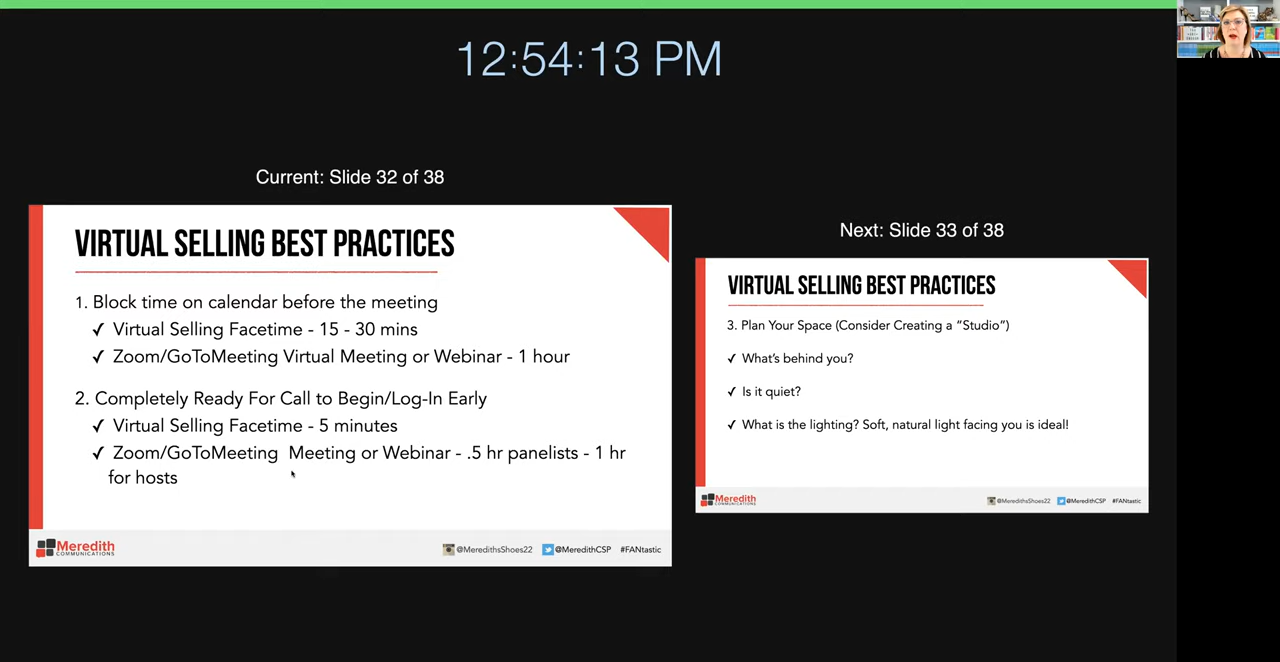 12:54:13 PM
Current: Slide 32 of 38
VIRTUAL SELLING BEST PRACTICES
1. Block time on calendar before the meeting
✓ Virtual Selling Facetime - 15 - 30 mins
✓ Zoom/GoToMeeting Virtual Meeting or Webinar - 1 hour
2. Completely Ready For Call to Begin/Log-In Early
✓ Virtual Selling Facetime - 5 minutes
✓ Zoom/GoToMeeting Meeting or Webinar - .5 hr panelists - 1 hr
for hosts
Meredith
COMMUNICATIONS
@MeredithsShoes22 @MeredithCSP #FANtastic
Next: Slide 33 of 38
VIRTUAL SELLING BEST PRACTICES
3. Plan Your Space (Consider Creating a “Studio”)
✓ What’s behind you?
✓ Is it quiet?
✓ What is the lighting? Soft, natural light facing you is ideal!
Meredith
COMMUNICATIONS
@MeredithsShoes22 @MeredithCSP #FANtastic